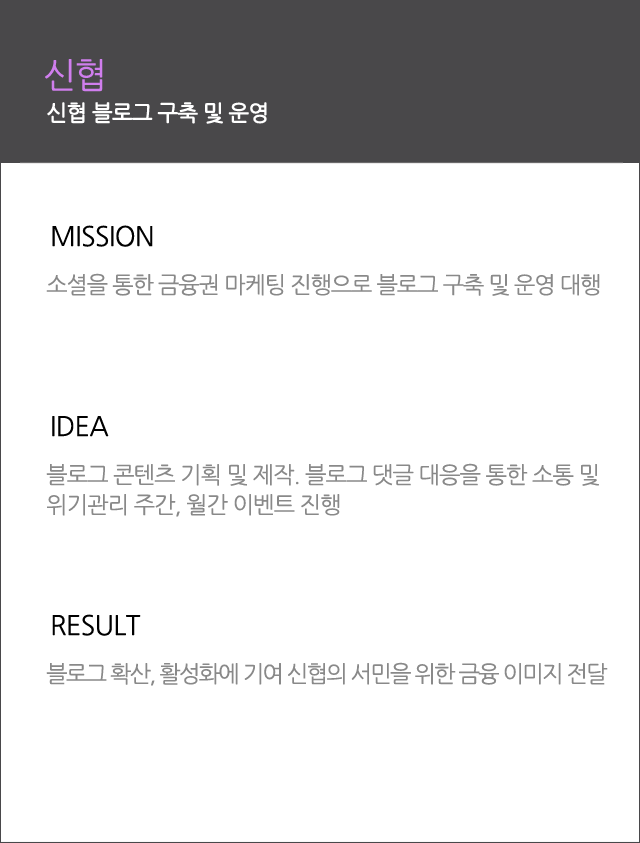 신협
신협 블로그 구축 및 운영
MISSION
소셜을 통한 금융권 마케팅 진행으로 블로그 구축 및 운영 대행
IDEA
블로그 콘텐츠 기획 및 제작. 블로그 댓글 대응을 통한 소통 및
위기관리 주간, 월간 이벤트 진행
RESULT
블로그 확산, 활성화에 기여 신협의 서민을 위한 금융 이미지 전달